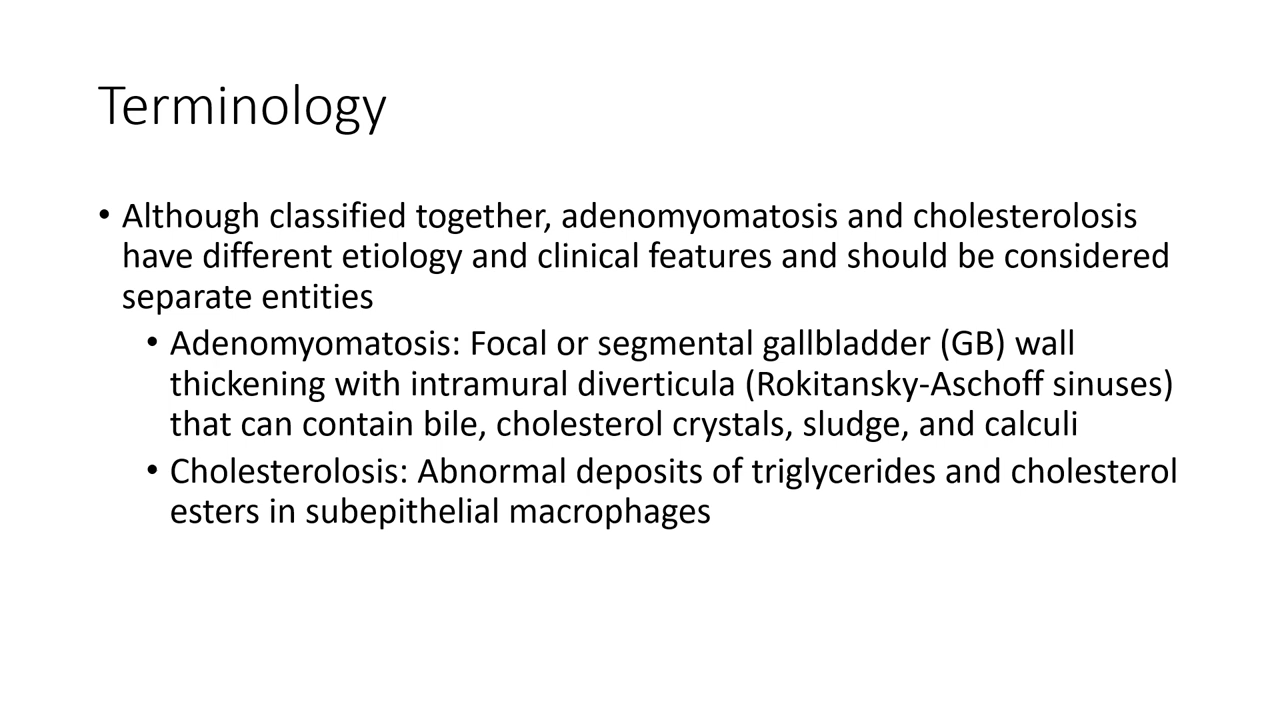 Terminology
• Although classified together, adenomyomatosis and cholesterolosis
have different etiology and clinical features and should be considered
separate entities
• Adenomyomatosis: Focal or segmental gallbladder (GB) wall
thickening with intramural diverticula (Rokitansky-Aschoff sinuses)
that can contain bile, cholesterol crystals, sludge, and calculi
• Cholesterolosis: Abnormal deposits of triglycerides and cholesterol
esters in subepithelial macrophages